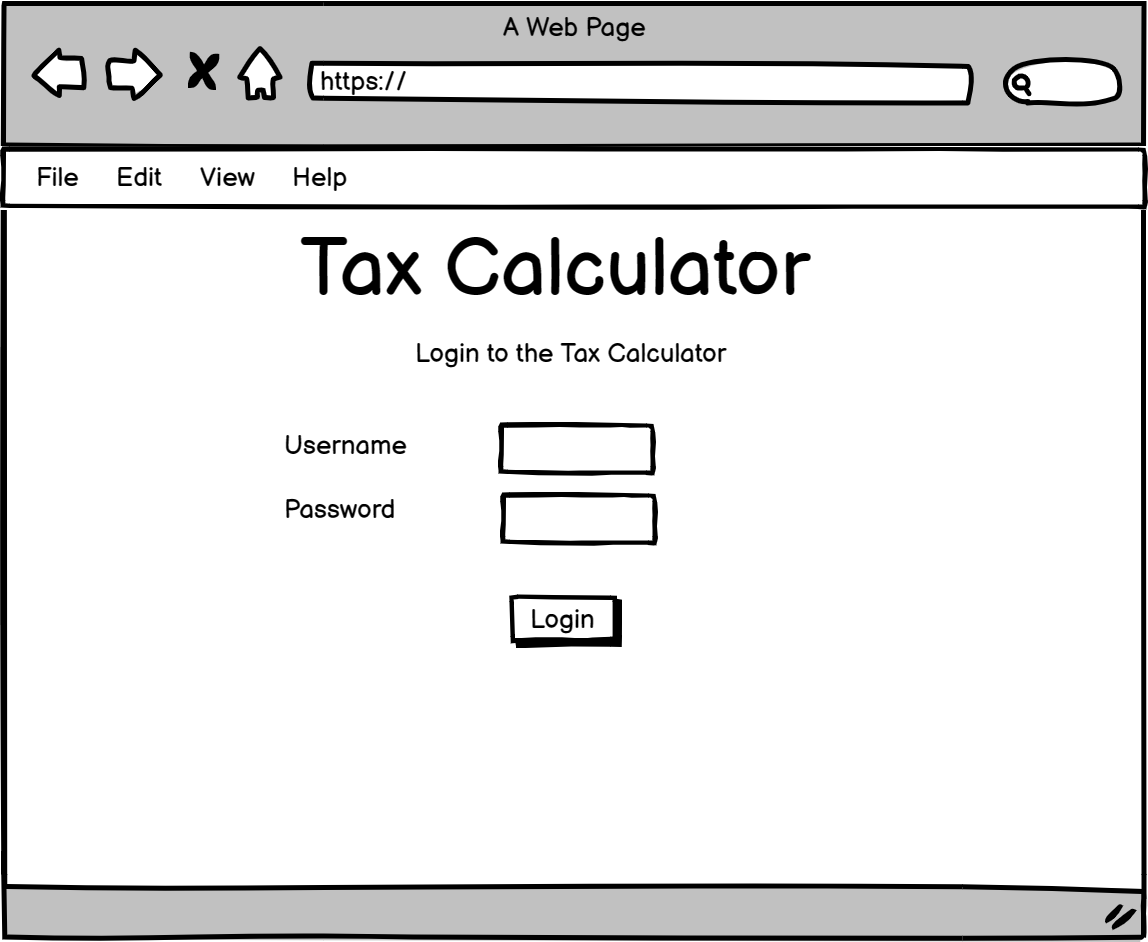 A Web Page
https://
File Edit View Help
Tax Calculator
Login to the Tax Calculator
Username
Password
Login